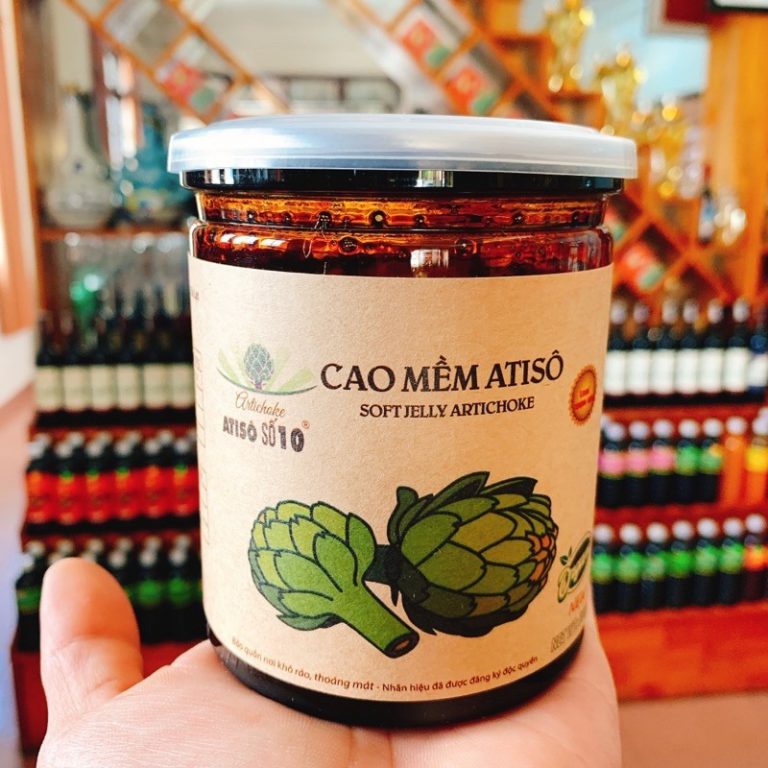 CAO MỀM ATISÔ
SOFT JELLY ARTICHOKE
Artichoke
ATISÔ SỐ 10®
Bảo quản nơi khô ráo, thoáng mát - Nhãn hiệu đã được đăng ký độc quyền